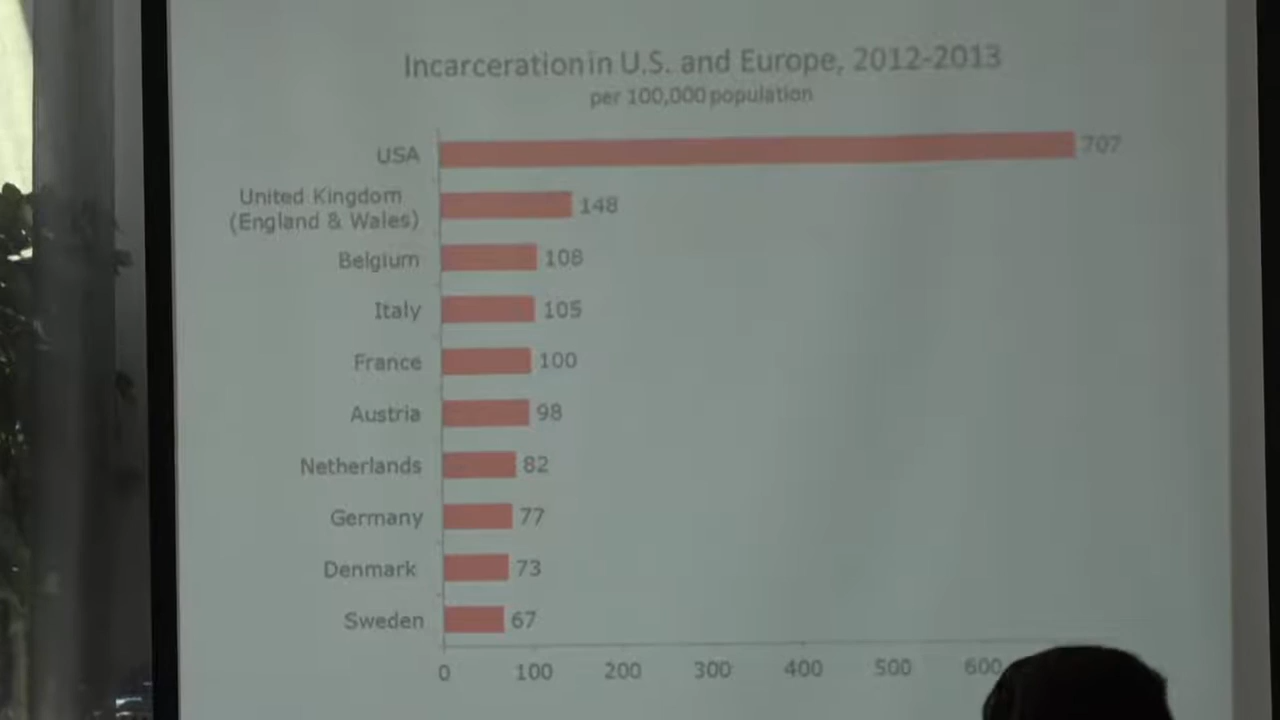 Incarceration in U.S. and Europe, 2012-2013
per 100,000 population
USA 707
United Kingdom
(England & Wales) 148
Belgium 108
Italy 105
France 100
Austria 98
Netherlands 82
Germany 77
Denmark 73
Sweden 67
0 100 200 300 400 500 600